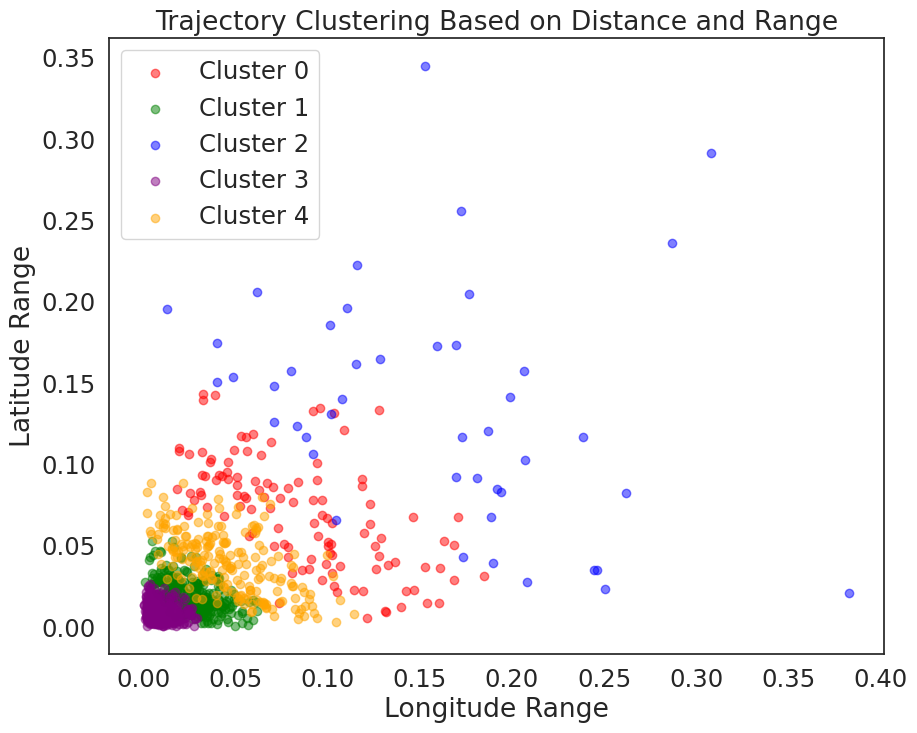 Trajectory Clustering Based on Distance and Range
Cluster 0
Cluster 1
Cluster 2
Cluster 3
Cluster 4
Latitude Range
0.35
0.30
0.25
0.20
0.15
0.10
0.05
0.00
0.00 0.05 0.10 0.15 0.20 0.25 0.30 0.35 0.40
Longitude Range